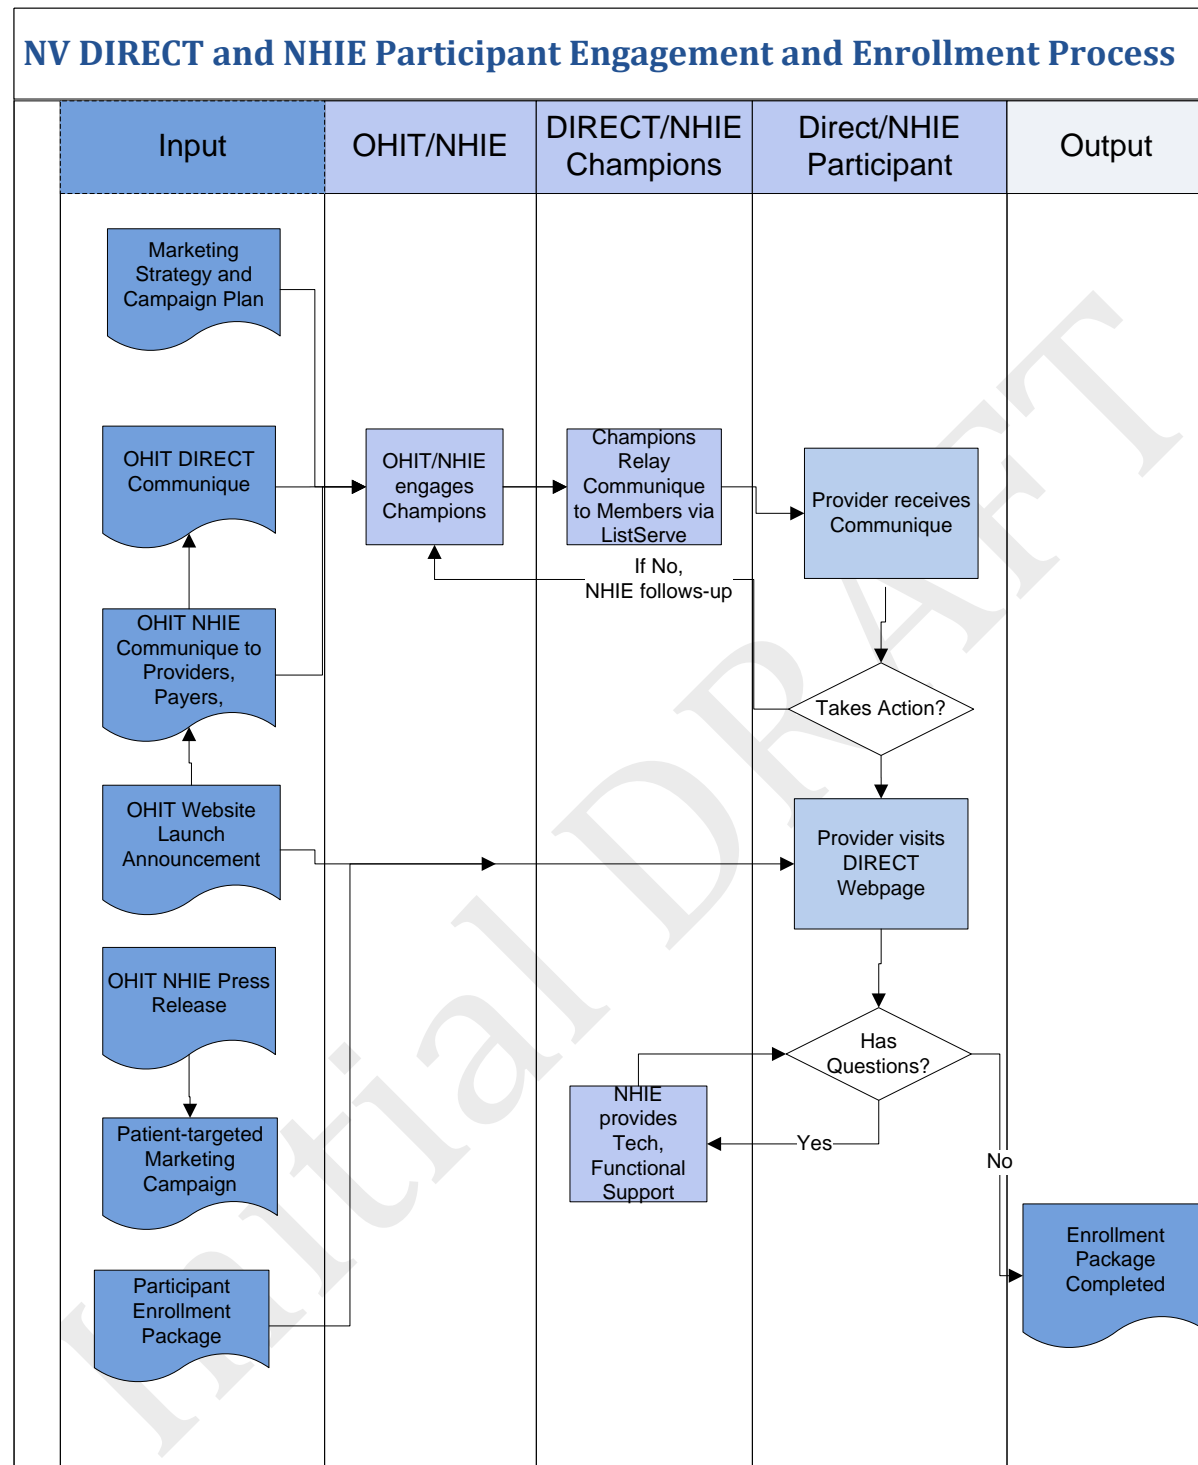 NV DIRECT and NHIE Participant Engagement and Enrollment Process
Input
OHIT/NHIE
DIRECT/NHIE
Champions
Direct/NHIE
Participant
Output
Marketing
Strategy and
Campaign Plan
OHIT DIRECT
Communique
OHIT/NHIE
engages
Champions
Champions
Relay
Communique
to Members via
ListServe
Provider receives
Communique
If No,
NHIE follows-up
OHIT NHIE
Communique to
Providers,
Payers,
Takes Action?
OHIT Website
Launch
Announcement
Provider visits
DIRECT
Webpage
OHIT NHIE Press
Release
Has
Questions?
NHIE
provides
Tech,
Functional
Support
Yes
No
Patient-targeted
Marketing
Campaign
Participant
Enrollment
Package
Enrollment
Package
Completed
Initial DRAFT